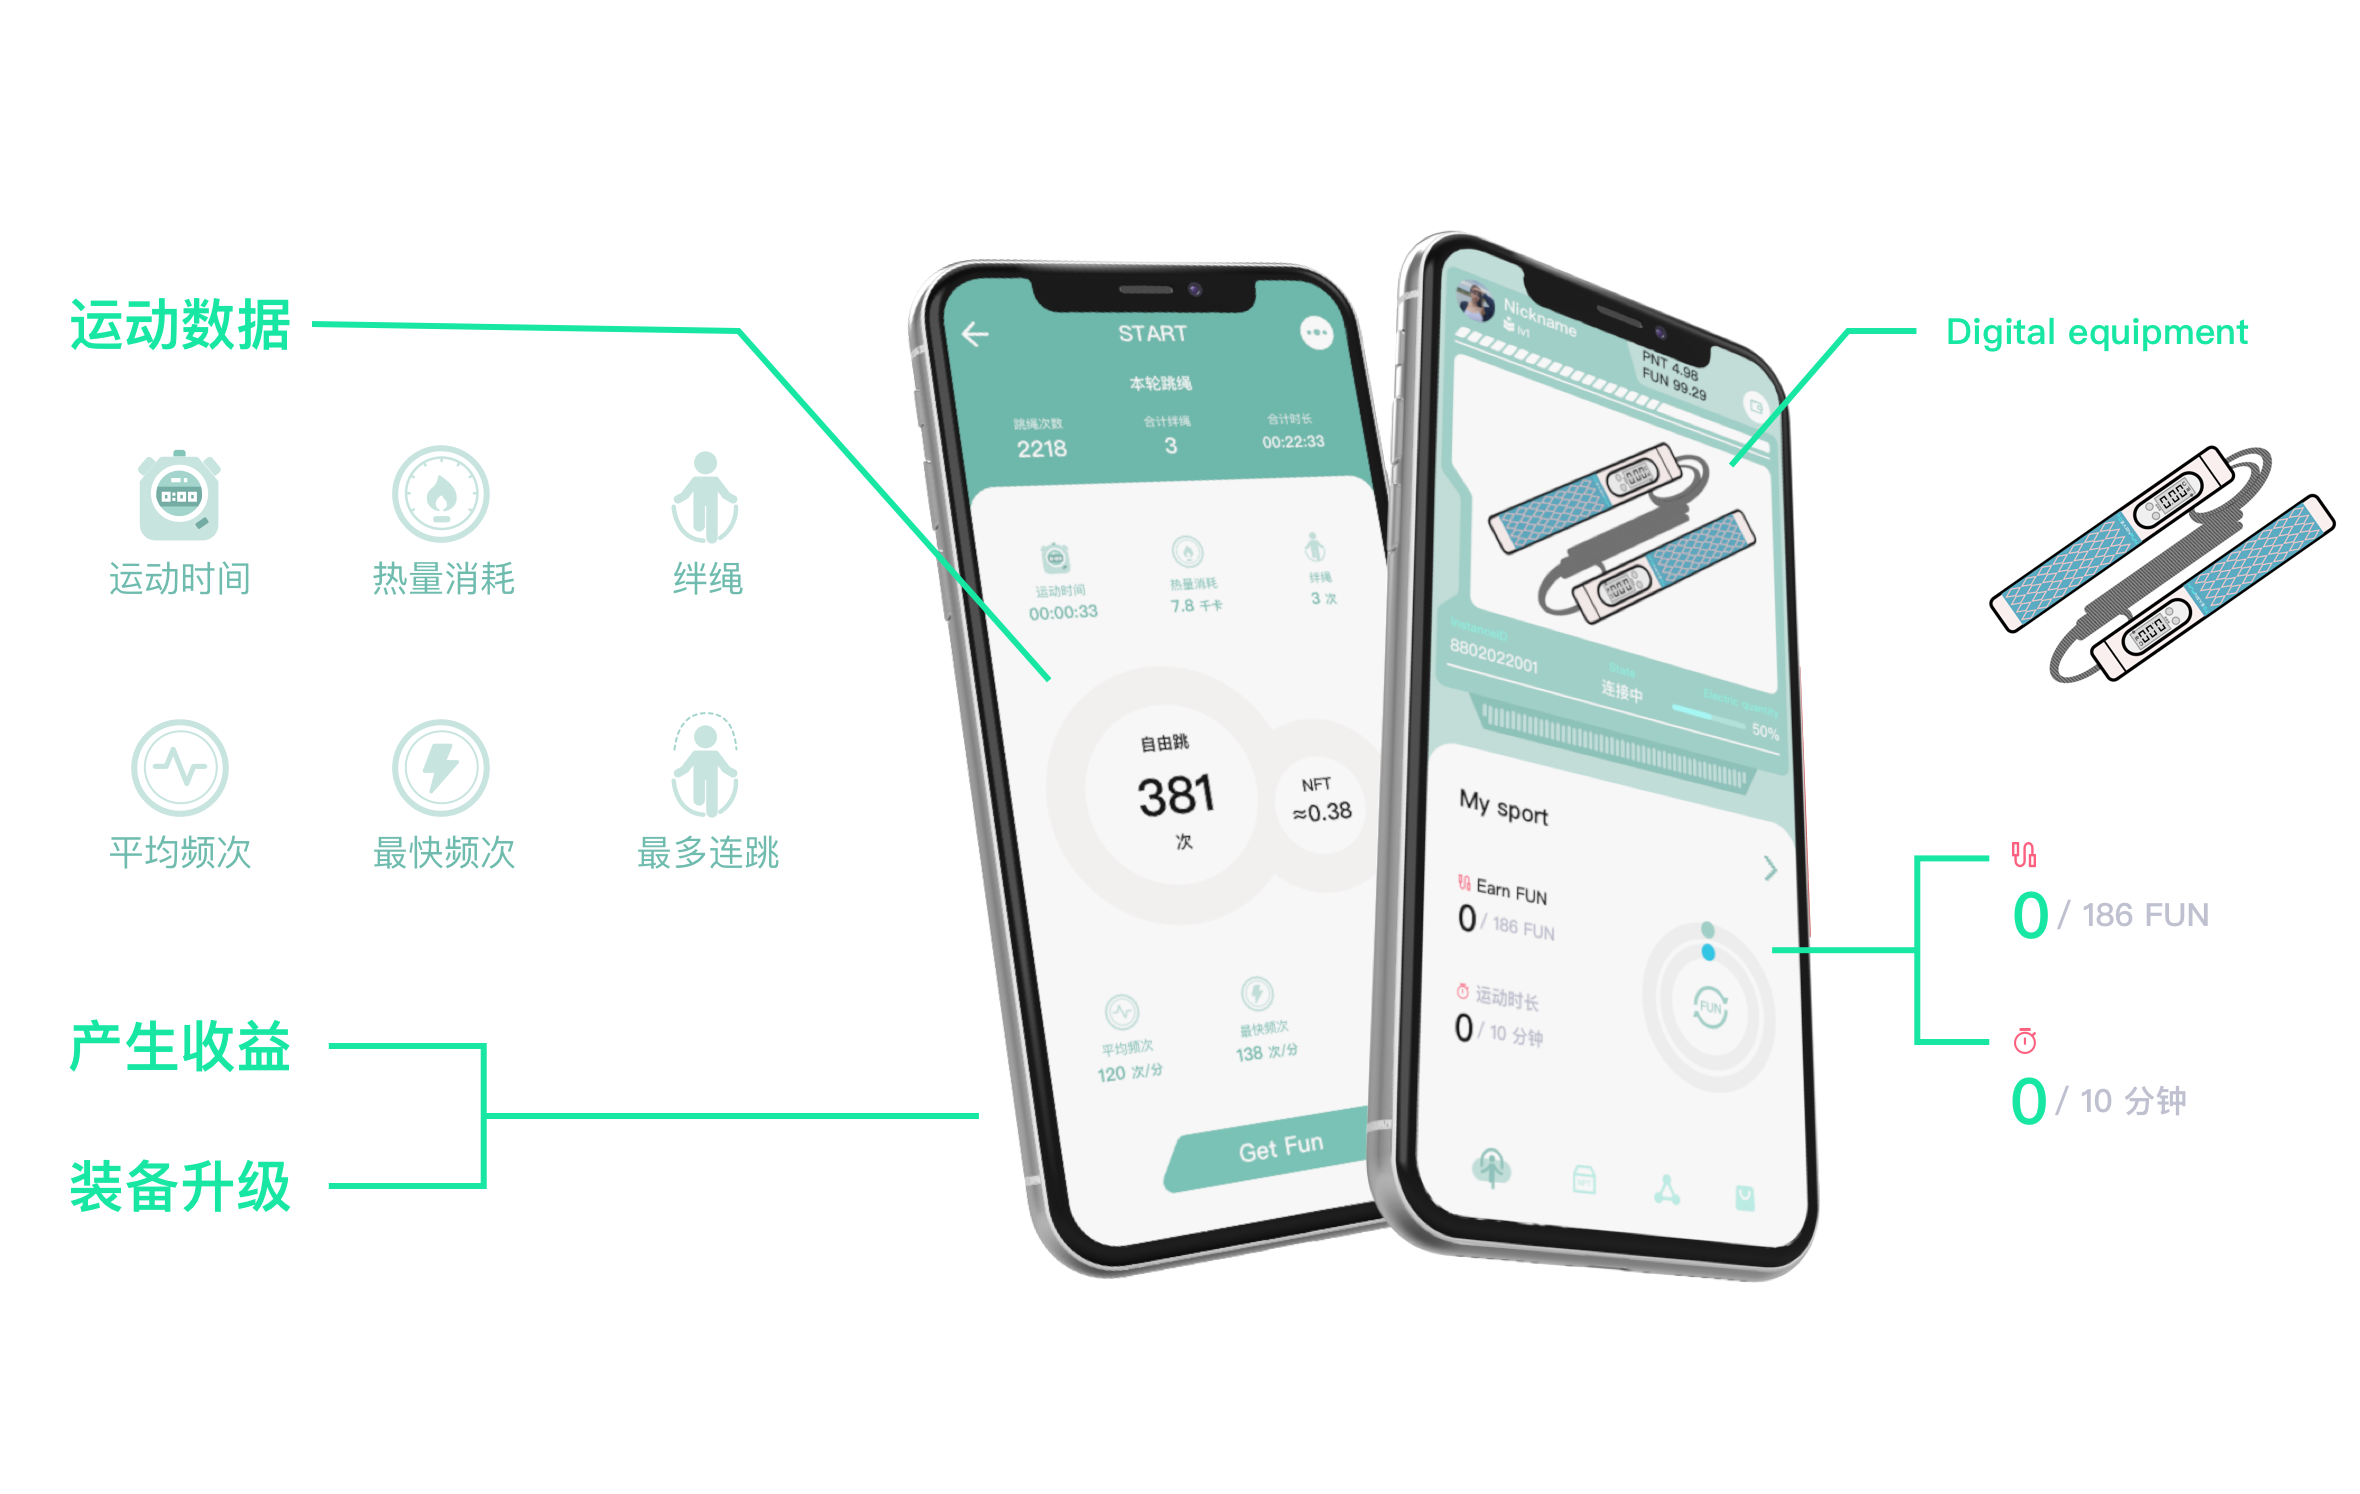 运动数据
运动时间
热量消耗
绊绳
平均频次
最快频次
最多连跳
产生收益
装备升级
START
本轮跳绳
跳绳次数
合计绊绳
合计时长
2218
3
00:22:33
运动时间
热量消耗
绊绳
00:00:33
7.8 千卡
3 次
自由跳
381
次
NFT
≈0.38
平均频次
最快频次
120 次/分
138 次/分
Get Fun
Nickname
lv1
PNT 4.98
FUN 99.29
InstanceID
8802022001
State
连接中
Electric quantity
50%
My sport
Earn FUN
0 / 186 FUN
运动时长
0 / 10 分钟
FUN
Digital equipment
0 / 186 FUN
0 / 10 分钟